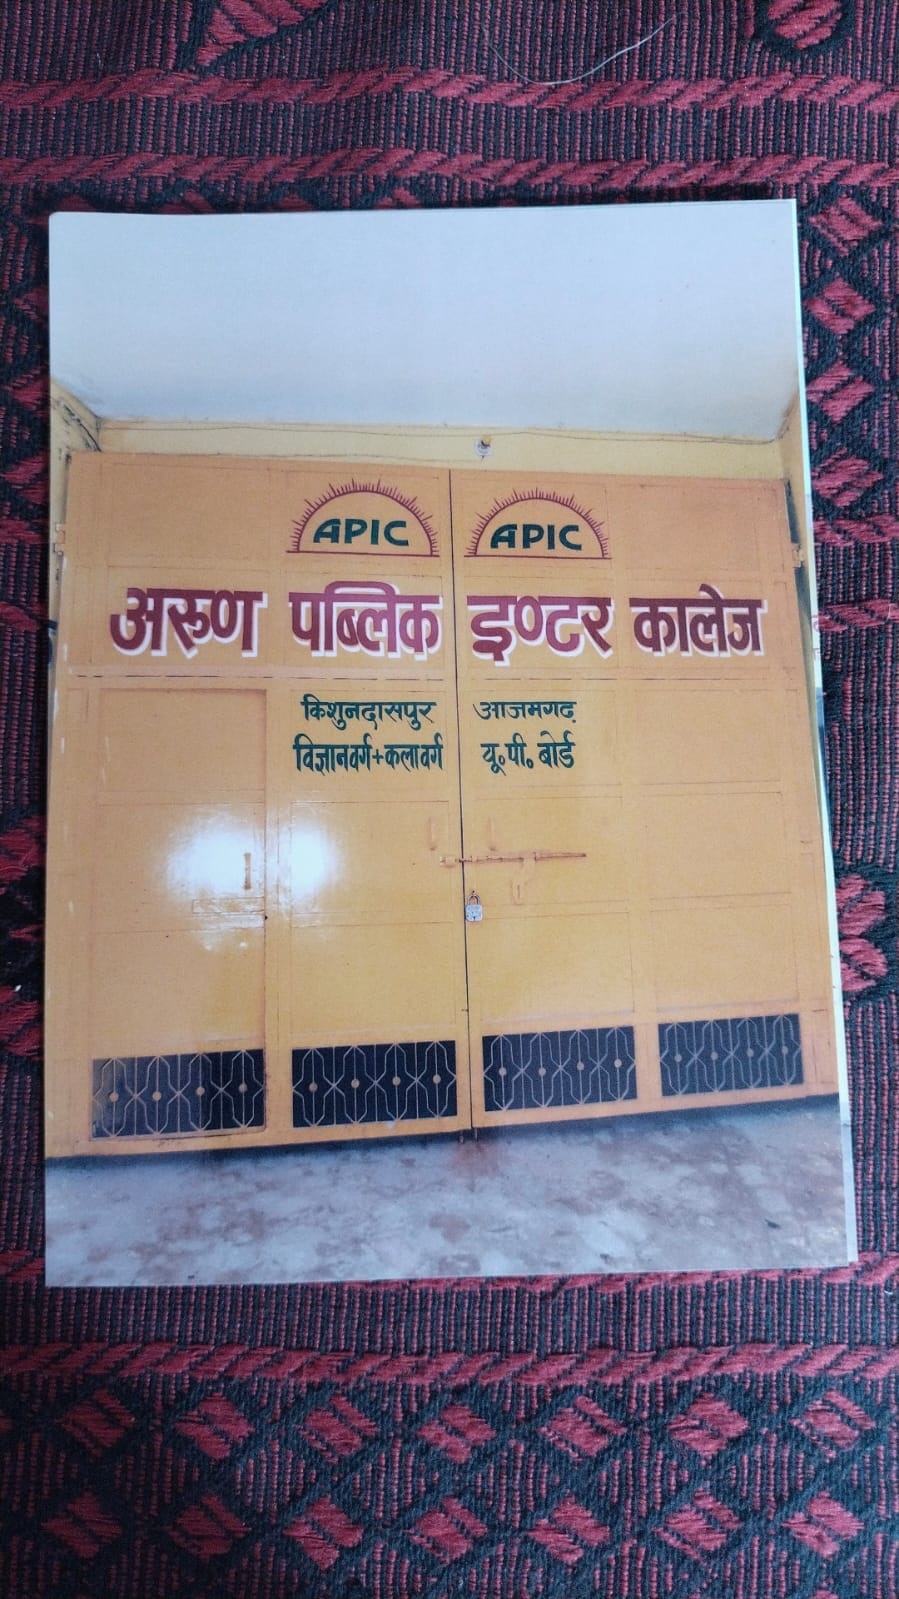 APIC APIC
अरूण पब्लिक इण्टर कालेज
किशुनदासपुर आजमगढ़
विज्ञानवर्ग+कलावर्ग यू॰पी॰ बोर्ड